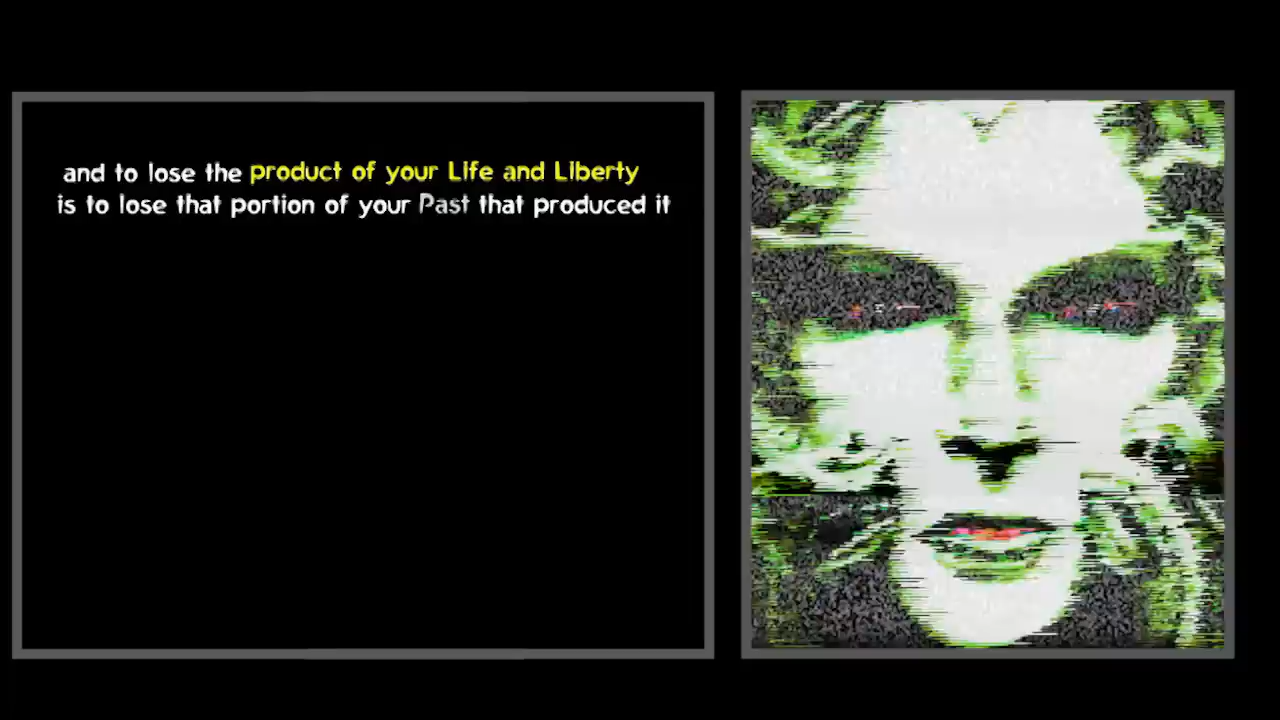 and to lose the product of your Life and Liberty
is to lose that portion of your Past that produced it